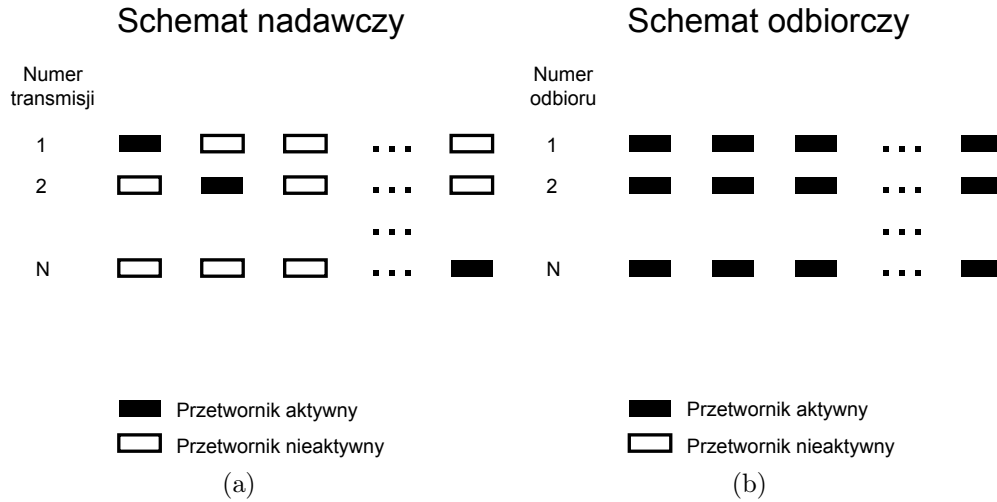 Schemat nadawczy
Numer
transmisji
1
...
2
...
...
N
...
Przetwornik aktywny
Przetwornik nieaktywny
(a)
Schemat odbiorczy
Numer
odbioru
1
...
2
...
...
N
...
Przetwornik aktywny
Przetwornik nieaktywny
(b)